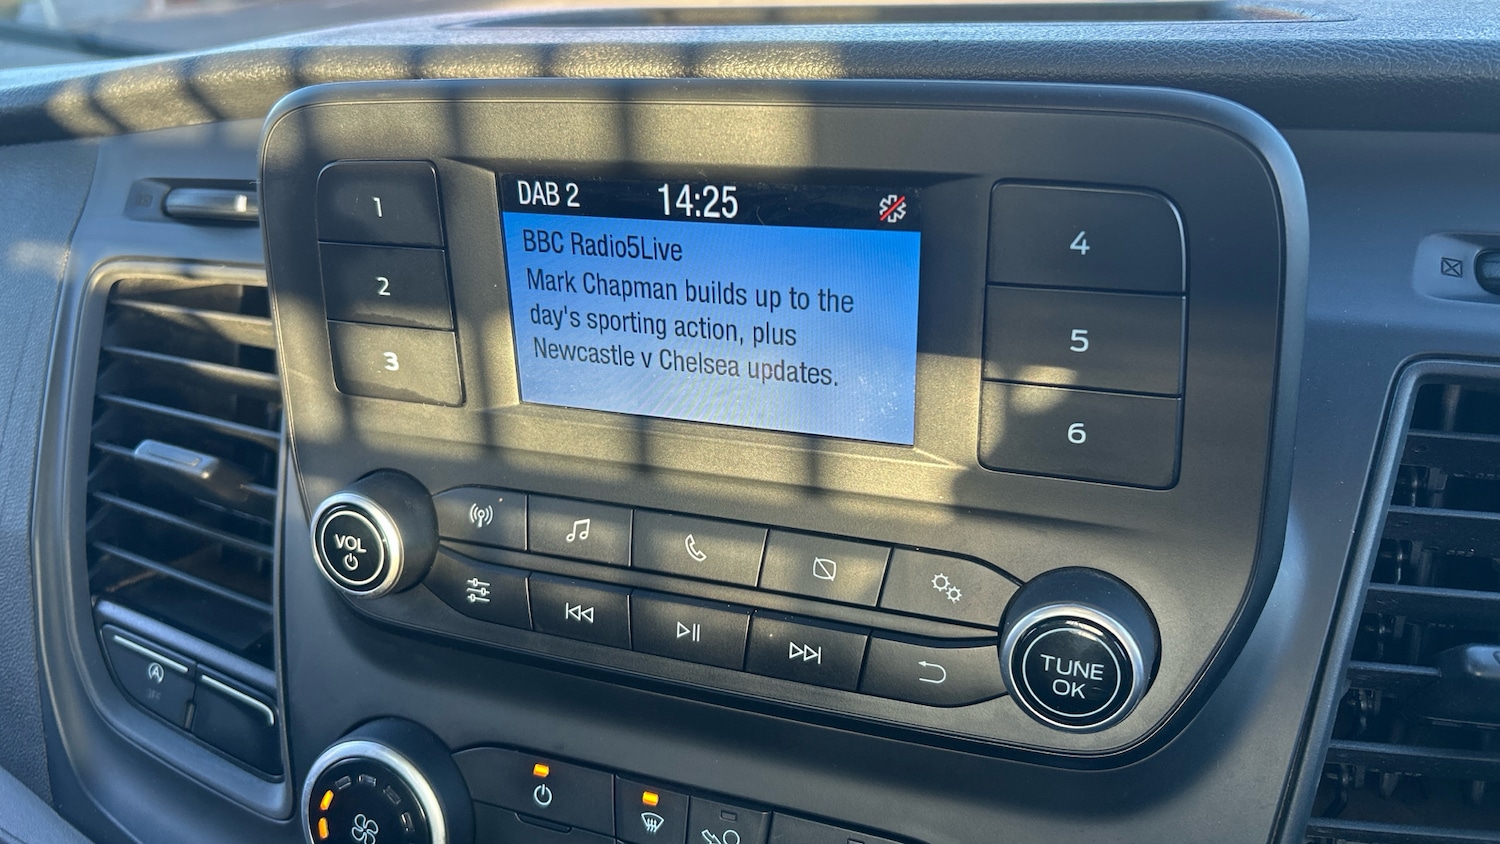 DAB 2 14:25
BBC Radio5Live
Mark Chapman builds up to the
day's sporting action, plus
Newcastle v Chelsea updates.
1
2
3
4
5
6
VOL
TUNE
OK
A